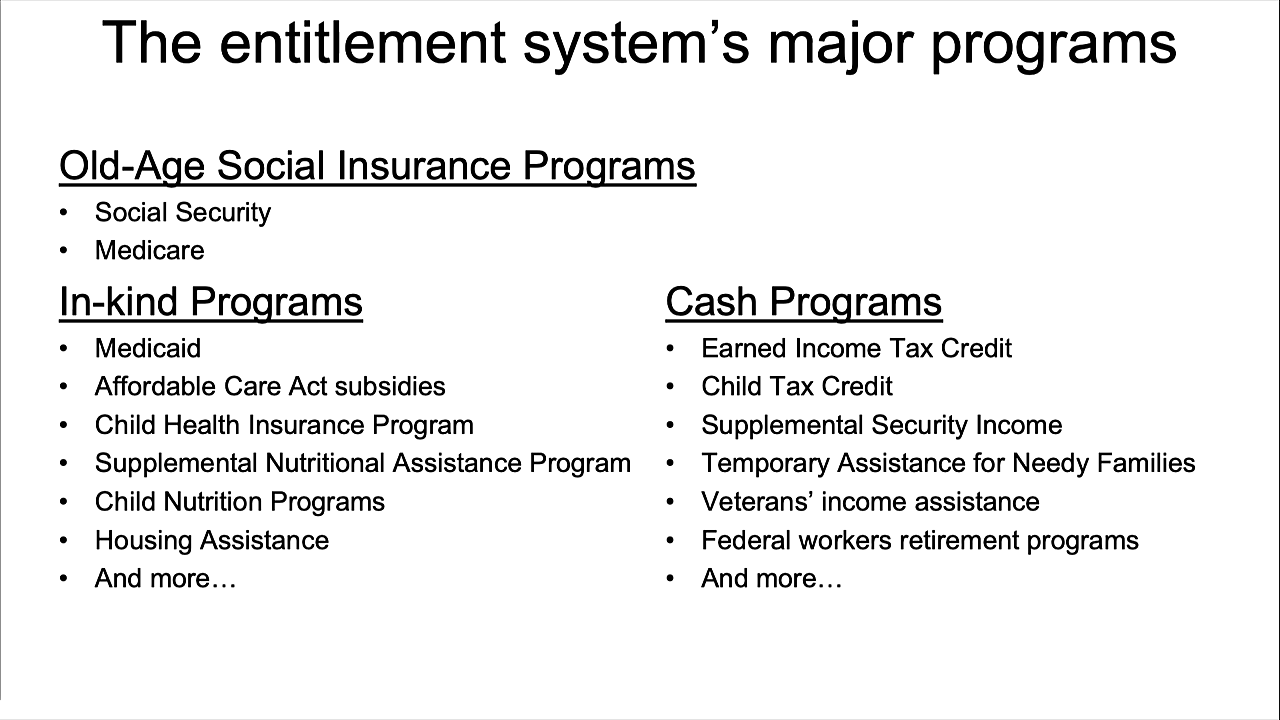 The entitlement system’s major programs
Old-Age Social Insurance Programs
• Social Security
• Medicare
In-kind Programs
• Medicaid
• Affordable Care Act subsidies
• Child Health Insurance Program
• Supplemental Nutritional Assistance Program
• Child Nutrition Programs
• Housing Assistance
• And more…
Cash Programs
• Earned Income Tax Credit
• Child Tax Credit
• Supplemental Security Income
• Temporary Assistance for Needy Families
• Veterans’ income assistance
• Federal workers retirement programs
• And more…